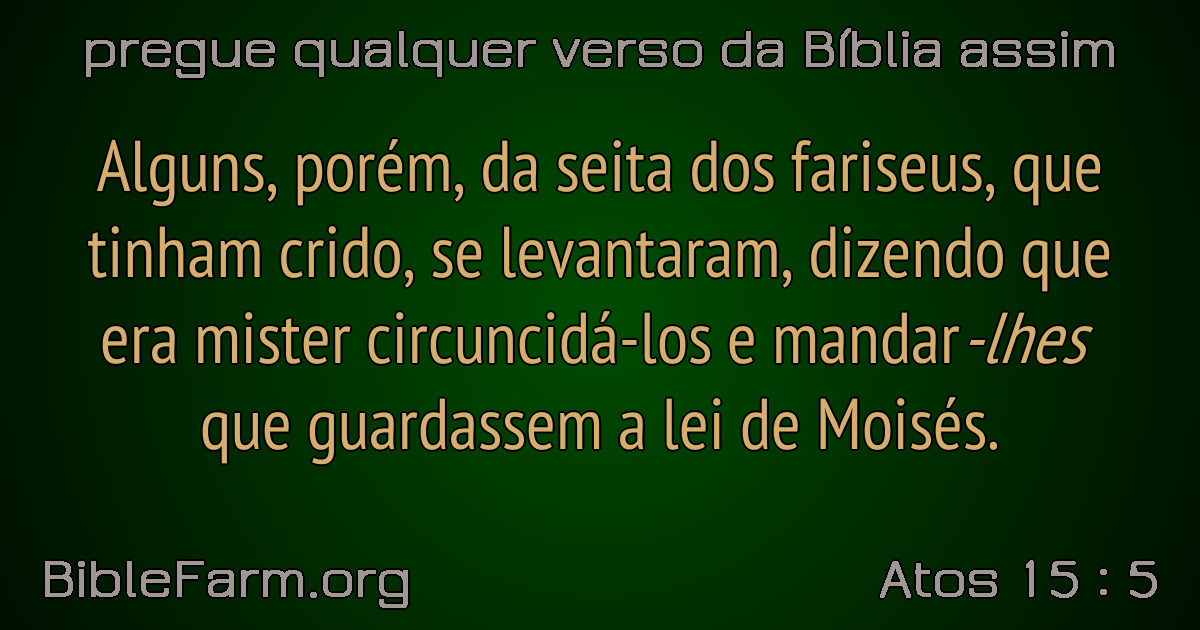 pregue qualquer verso da Bíblia assim
Alguns, porém, da seita dos fariseus, que
tinham crido, se levantaram, dizendo que
era mister circuncidá-los e mandar-lhes
que guardassem a lei de Moisés.
BibleFarm.org
Atos 15 : 5